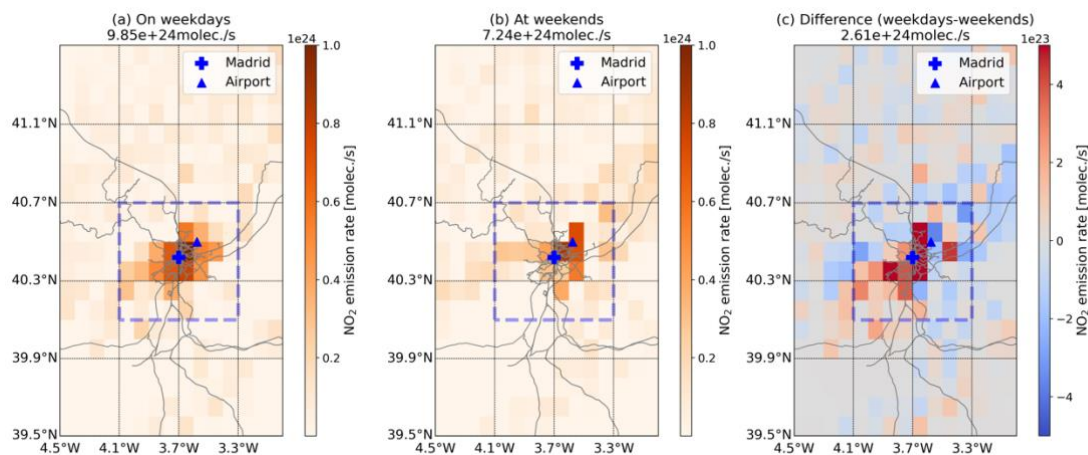 (a) On weekdays
9.85e+24molec./s
1e24
1.0
0.8
0.6
0.4
0.2
NO₂ emission rate [molec./s]
Madrid
Airport
41.1°N
40.7°N
40.3°N
39.9°N
39.5°N
4.5°W 4.1°W 3.7°W 3.3°W
(b) At weekends
7.24e+24molec./s
1e24
1.0
0.8
0.6
0.4
0.2
NO₂ emission rate [molec./s]
Madrid
Airport
41.1°N
40.7°N
40.3°N
39.9°N
39.5°N
4.5°W 4.1°W 3.7°W 3.3°W
(c) Difference (weekdays-weekends)
2.61e+24molec./s
1e23
4
2
0
−2
−4
NO₂ emission rate [molec./s]
Madrid
Airport
41.1°N
40.7°N
40.3°N
39.9°N
39.5°N
4.5°W 4.1°W 3.7°W 3.3°W